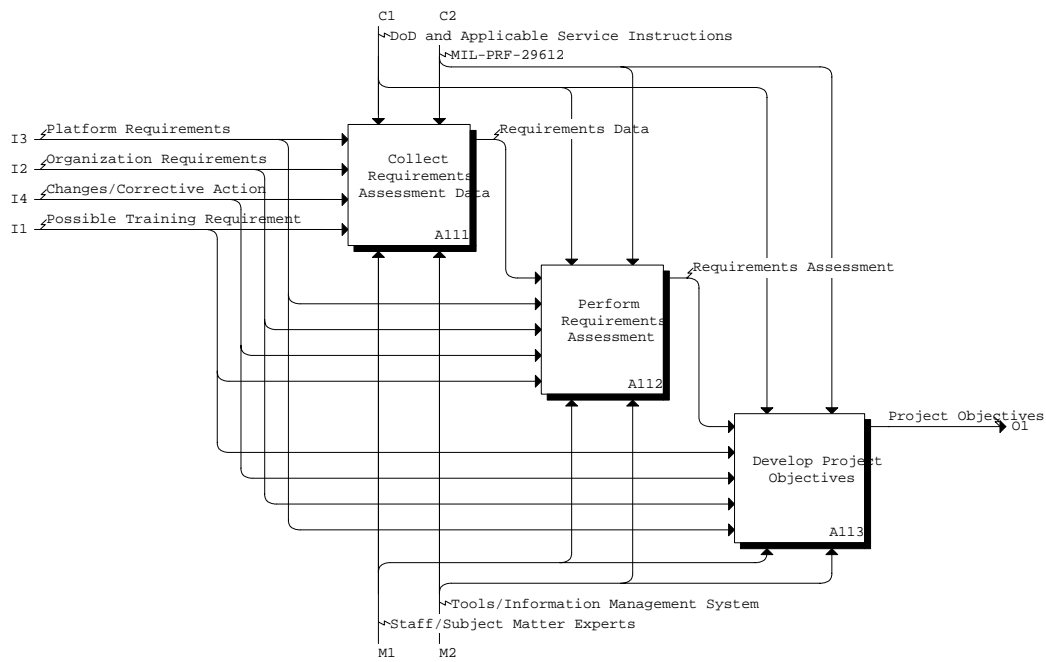 C1 C2
DoD and Applicable Service Instructions
MIL-PRF-29612
I3 Platform Requirements
Requirements Data
I2 Organization Requirements
I4 Changes/Corrective Action
I1 Possible Training Requirement
Collect
Requirements
Assessment Data
A111
Requirements Assessment
Perform
Requirements
Assessment
A112
Project Objectives
O1
Develop Project
Objectives
A113
Tools/Information Management System
Staff/Subject Matter Experts
M1 M2